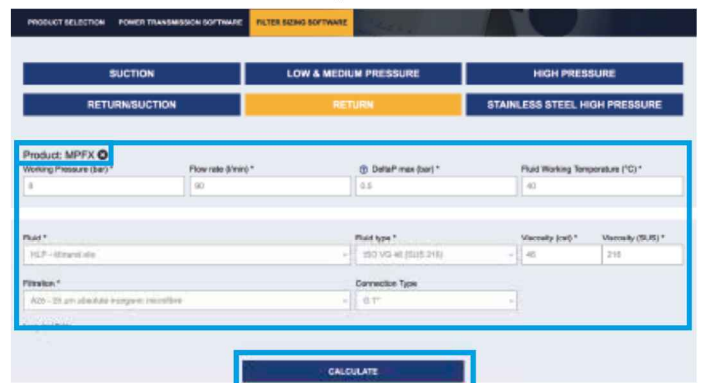 PRODUCT SELECTION POWER TRANSMISSION SOFTWARE FILTER SIZING SOFTWARE
SUCTION LOW & MEDIUM PRESSURE HIGH PRESSURE
RETURN/SUCTION RETURN STAINLESS STEEL HIGH PRESSURE
Product: MPFX
Working Pressure (bar) * Flow rate (l/min) * DeltaP max (bar) * Fluid Working Temperature (°C) *
90 0.5 40
Fluid * Fluid type * Viscosity (cst) * Viscosity (SUS) *
HLP - Mineral oils ISO VG 46 [SUS 216] 46 216
Filtration * Connection Type
A25 - 25 µm absolute inorganic microfibre G 1"
CALCULATE